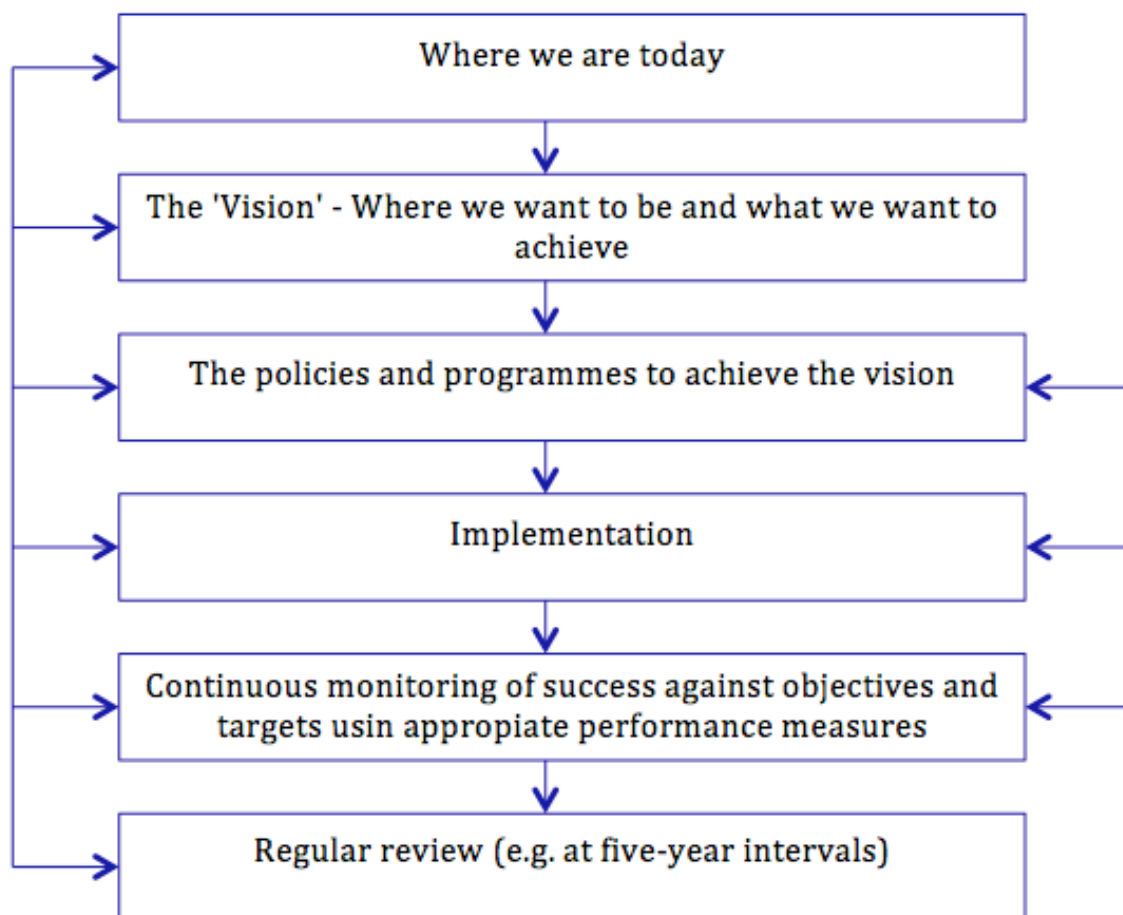 Where we are today
The 'Vision' - Where we want to be and what we want to
achieve
The policies and programmes to achieve the vision
Implementation
Continuous monitoring of success against objectives and
targets usin appropiate performance measures
Regular review (e.g. at five-year intervals)